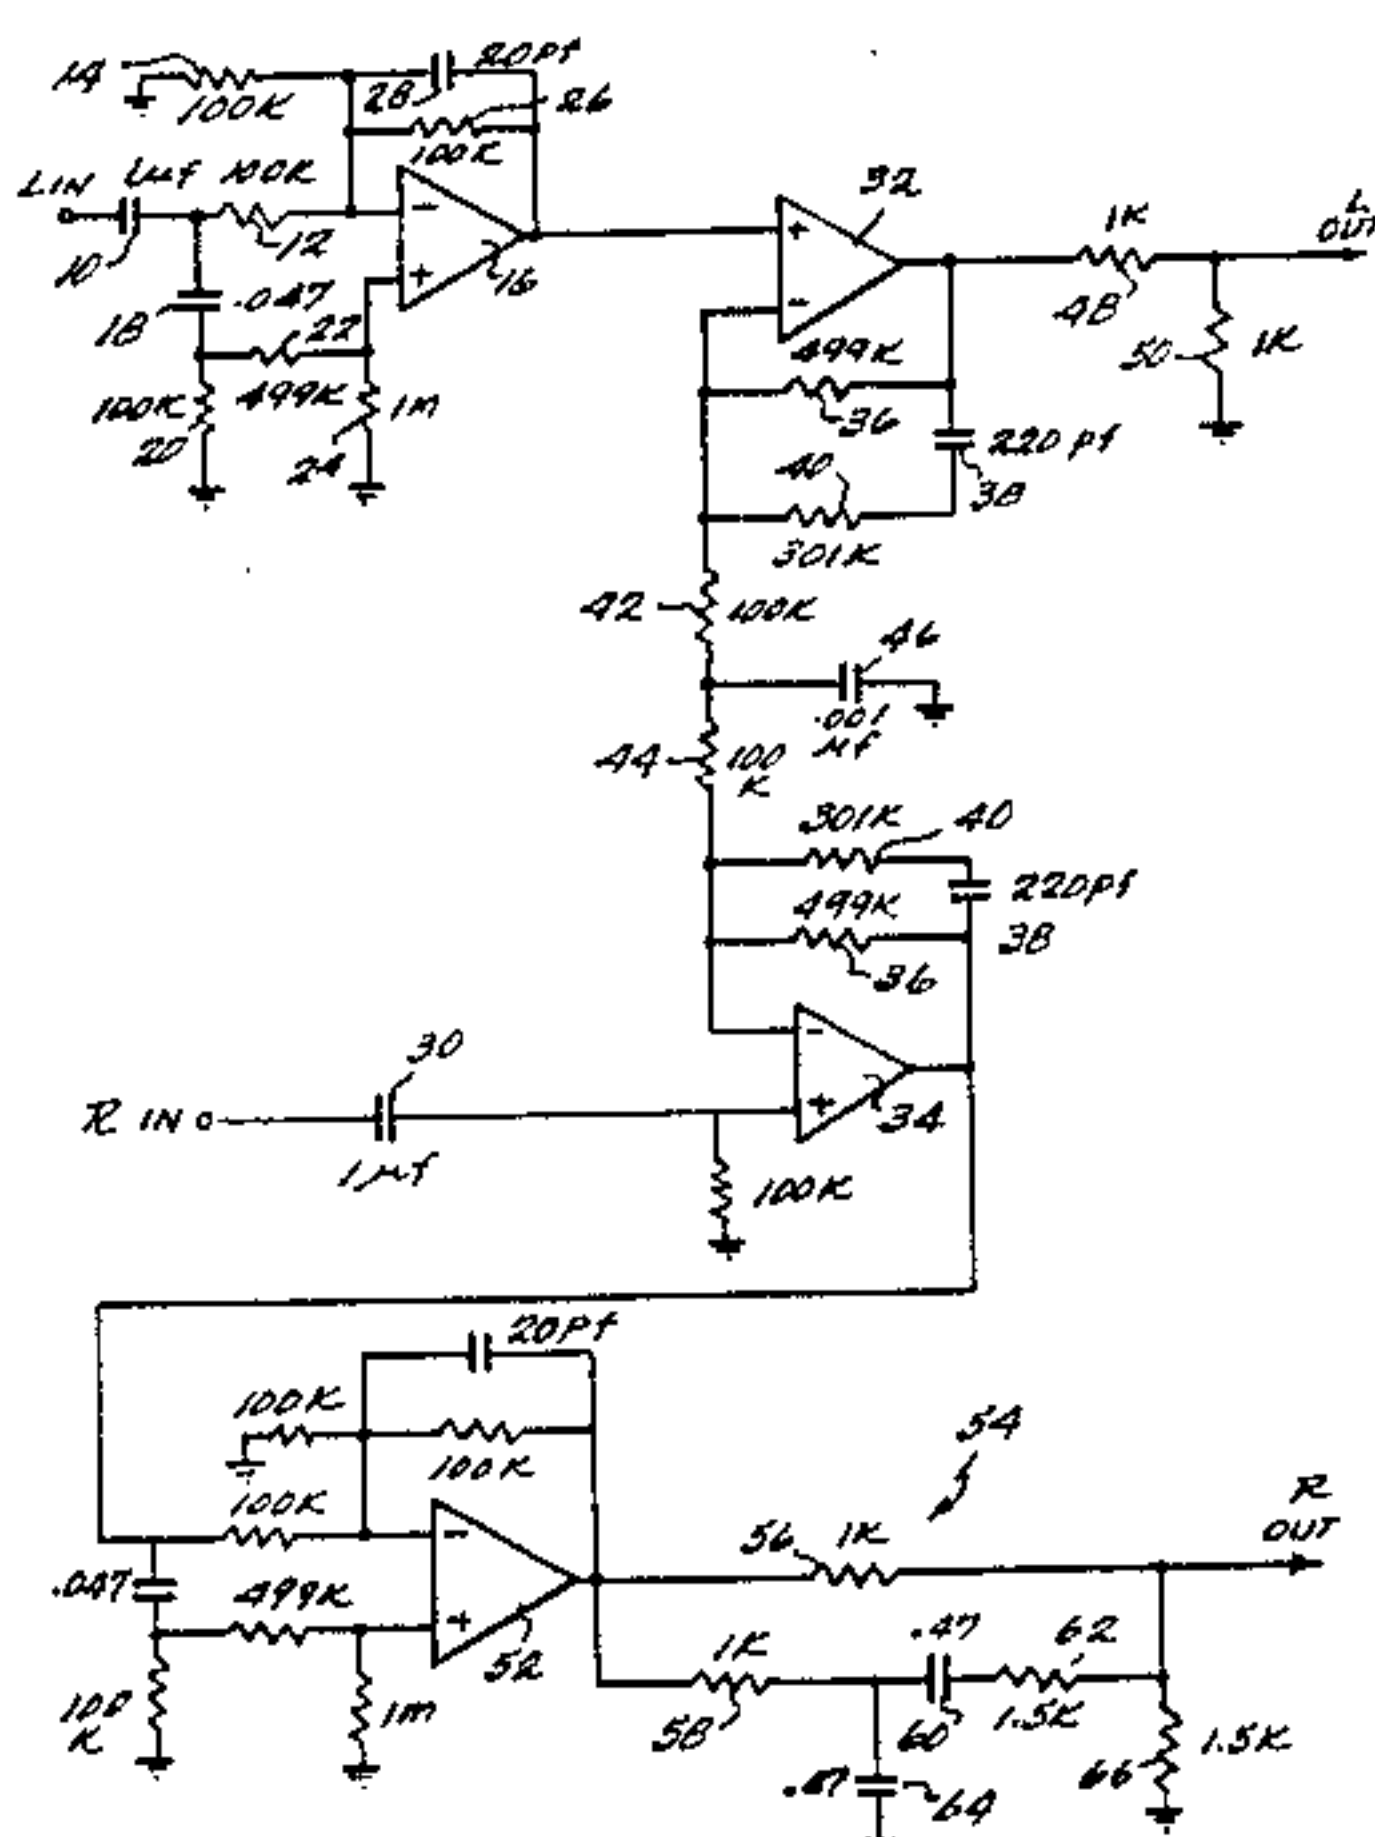 14
100K
20pf
28
26
100K
L IN
1µf
100K
10
12
16
18
.047
22
499K
100K
20
24
1m
32
1K
48
L
OUT
50
1K
499K
36
220 pf
38
40
301K
42
100K
46
.001
µf
44
100
K
301K
40
220pf
38
499K
36
30
R IN
1µf
34
100K
20pf
100K
100K
100K
.047
499K
52
100
K
1m
54
56
1K
R
OUT
1K
58
.47
60
62
1.5K
.47
64
66
1.5K